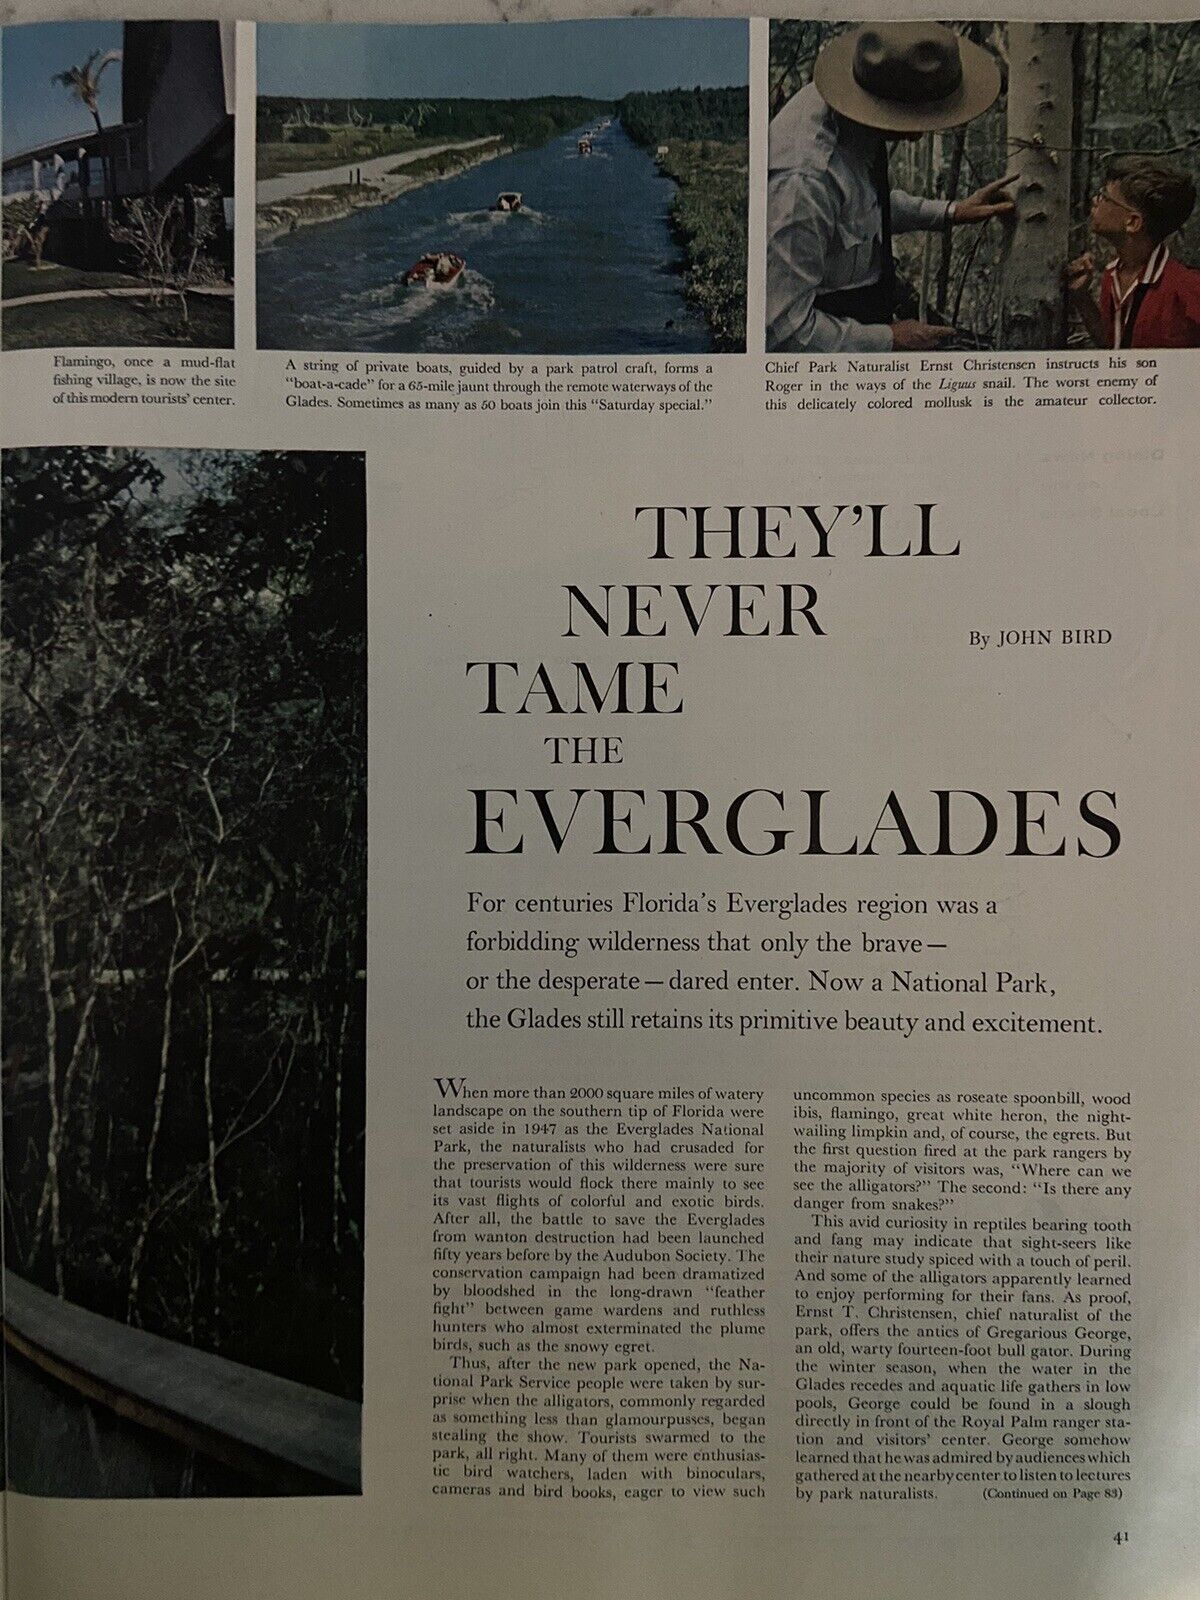 Flamingo, once a mud-flat
fishing village, is now the site
of this modern tourists' center.
A string of private boats, guided by a park patrol craft, forms a
"boat-a-cade" for a 65-mile jaunt through the remote waterways of the
Glades. Sometimes as many as 50 boats join this "Saturday special."
Chief Park Naturalist Ernst Christensen instructs his son
Roger in the ways of the Liguus snail. The worst enemy of
this delicately colored mollusk is the amateur collector.
THEY'LL
NEVER
TAME
THE
EVERGLADES
By JOHN BIRD
For centuries Florida's Everglades region was a
forbidding wilderness that only the brave—
or the desperate—dared enter. Now a National Park,
the Glades still retains its primitive beauty and excitement.
When more than 2000 square miles of watery
landscape on the southern tip of Florida were
set aside in 1947 as the Everglades National
Park, the naturalists who had crusaded for
the preservation of this wilderness were sure
that tourists would flock there mainly to see
its vast flights of colorful and exotic birds.
After all, the battle to save the Everglades
from wanton destruction had been launched
fifty years before by the Audubon Society. The
conservation campaign had been dramatized
by bloodshed in the long-drawn "feather
fight" between game wardens and ruthless
hunters who almost exterminated the plume
birds, such as the snowy egret.
Thus, after the new park opened, the Na-
tional Park Service people were taken by sur-
prise when the alligators, commonly regarded
as something less than glamourpusses, began
stealing the show. Tourists swarmed to the
park, all right. Many of them were enthusias-
tic bird watchers, laden with binoculars,
cameras and bird books, eager to view such
uncommon species as roseate spoonbill, wood
ibis, flamingo, great white heron, the night-
wailing limpkin and, of course, the egrets. But
the first question fired at the park rangers by
the majority of visitors was, "Where can we
see the alligators?" The second: "Is there any
danger from snakes?"
This avid curiosity in reptiles bearing tooth
and fang may indicate that sight-seers like
their nature study spiced with a touch of peril.
And some of the alligators apparently learned
to enjoy performing for their fans. As proof,
Ernst T. Christensen, chief naturalist of the
park, offers the antics of Gregarious George,
an old, warty fourteen-foot bull gator. During
the winter season, when the water in the
Glades recedes and aquatic life gathers in low
pools, George could be found in a slough
directly in front of the Royal Palm ranger sta-
tion and visitors' center. George somehow
learned that he was admired by audiences which
gathered at the nearby center to listen to lectures
by park naturalists. (Continued on Page 83)
41